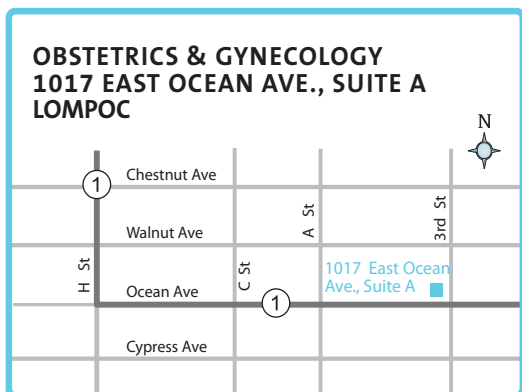 OBSTETRICS & GYNECOLOGY
1017 EAST OCEAN AVE., SUITE A
LOMPOC
N
Chestnut Ave
1
Walnut Ave
A St
3rd St
H St
C St
1017 East Ocean
Ave., Suite A
Ocean Ave
1
Cypress Ave